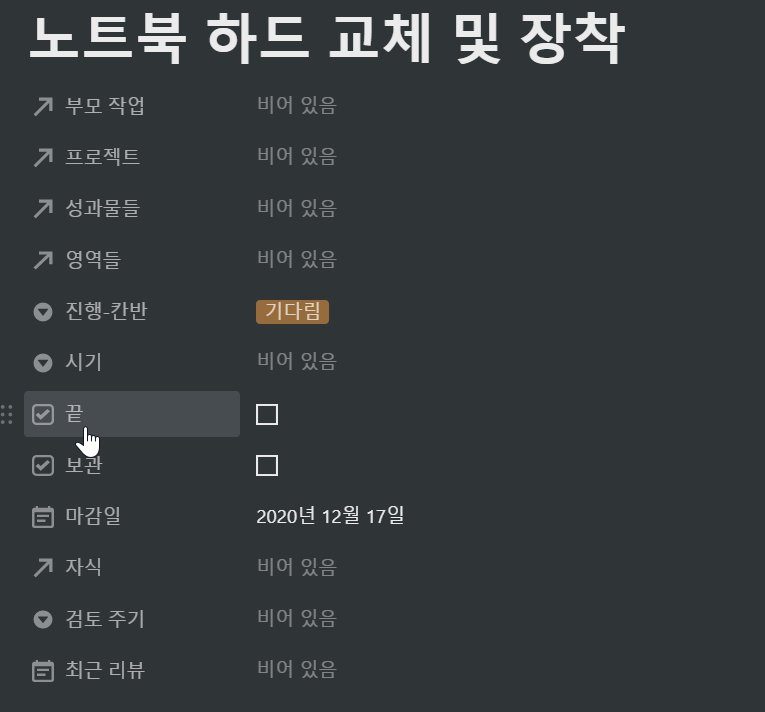 노트북 하드 교체 및 장착
부모 작업 비어 있음
프로젝트 비어 있음
성과물들 비어 있음
영역들 비어 있음
진행-칸반 기다림
시기 비어 있음
끝
보관
마감일 2020년 12월 17일
자식 비어 있음
검토 주기 비어 있음
최근 리뷰 비어 있음